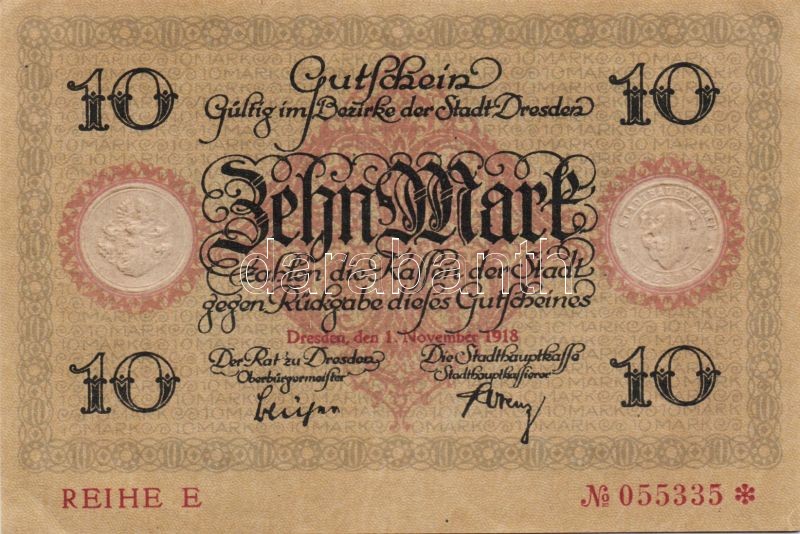 10 Gutschein 10
Gültig im Bezirke der Stadt Dresden
Zehn Mark
zahlen die Kassen der Stadt
gegen Rückgabe dieses Gutscheines
darabanth
Dresden, den 1. November 1918
Der Rat zu Dresden Die Stadthauptkasse
Oberbürgermeister Stadthauptkassierer
10 10
REIHE E № 055335 *